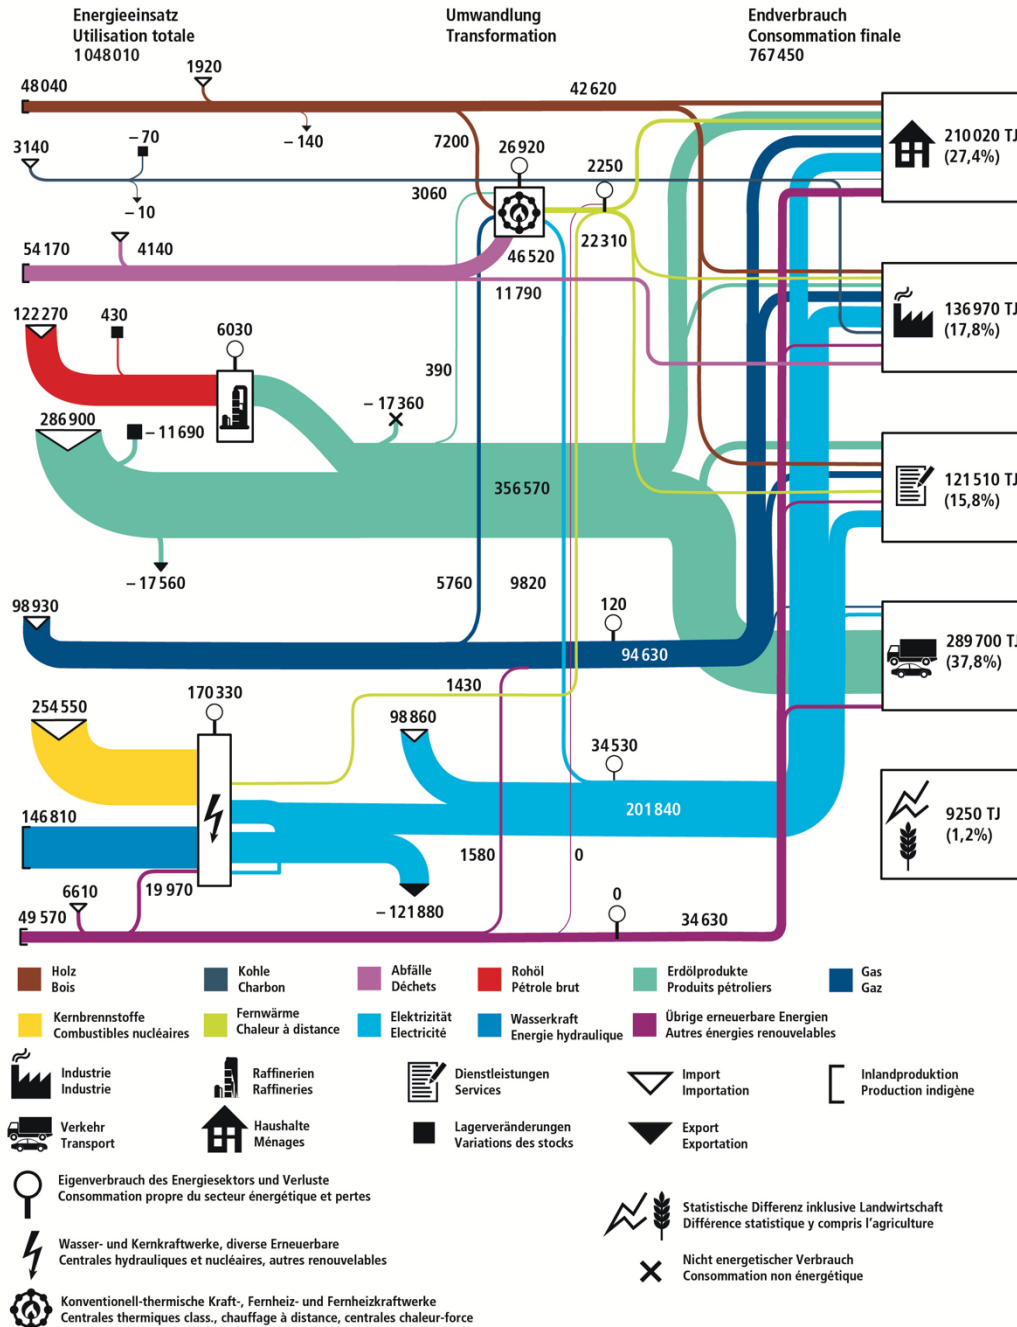 Energieeinsatz
Utilisation totale
1 048 010
Umwandlung
Transformation
Endverbrauch
Consommation finale
767 450
1920
48 040
42 620
– 70
– 140
7200
26 920
2250
210 020 TJ
(27,4%)
3140
3060
– 10
22 310
54 170
4140
46 520
11 790
122 270
430
6030
136 970 TJ
(17,8%)
390
– 17 360
286 900
– 11 690
356 570
121 510 TJ
(15,8%)
– 17 560
5760
9820
98 930
120
94 630
289 700 TJ
(37,8%)
170 330
1430
254 550
98 860
34 530
201 840
9250 TJ
(1,2%)
146 810
1580
0
6610
19 970
– 121 880
0
49 570
34 630
Holz
Bois
Kohle
Charbon
Abfälle
Déchets
Rohöl
Pétrole brut
Erdölprodukte
Produits pétroliers
Gas
Gaz
Kernbrennstoffe
Combustibles nucléaires
Fernwärme
Chaleur à distance
Elektrizität
Electricité
Wasserkraft
Energie hydraulique
Übrige erneuerbare Energien
Autres énergies renouvelables
Industrie
Industrie
Raffinerien
Raffineries
Dienstleistungen
Services
Import
Importation
Inlandproduktion
Production indigène
Verkehr
Transport
Haushalte
Ménages
Lagerveränderungen
Variations des stocks
Export
Exportation
Eigenverbrauch des Energiesektors und Verluste
Consommation propre du secteur énergétique et pertes
Statistische Differenz inklusive Landwirtschaft
Différence statistique y compris l'agriculture
Wasser- und Kernkraftwerke, diverse Erneuerbare
Centrales hydrauliques et nucléaires, autres renouvelables
Nicht energetischer Verbrauch
Consommation non énergétique
Konventionell-thermische Kraft-, Fernheiz- und Fernheizkraftwerke
Centrales thermiques class., chauffage à distance, centrales chaleur-force